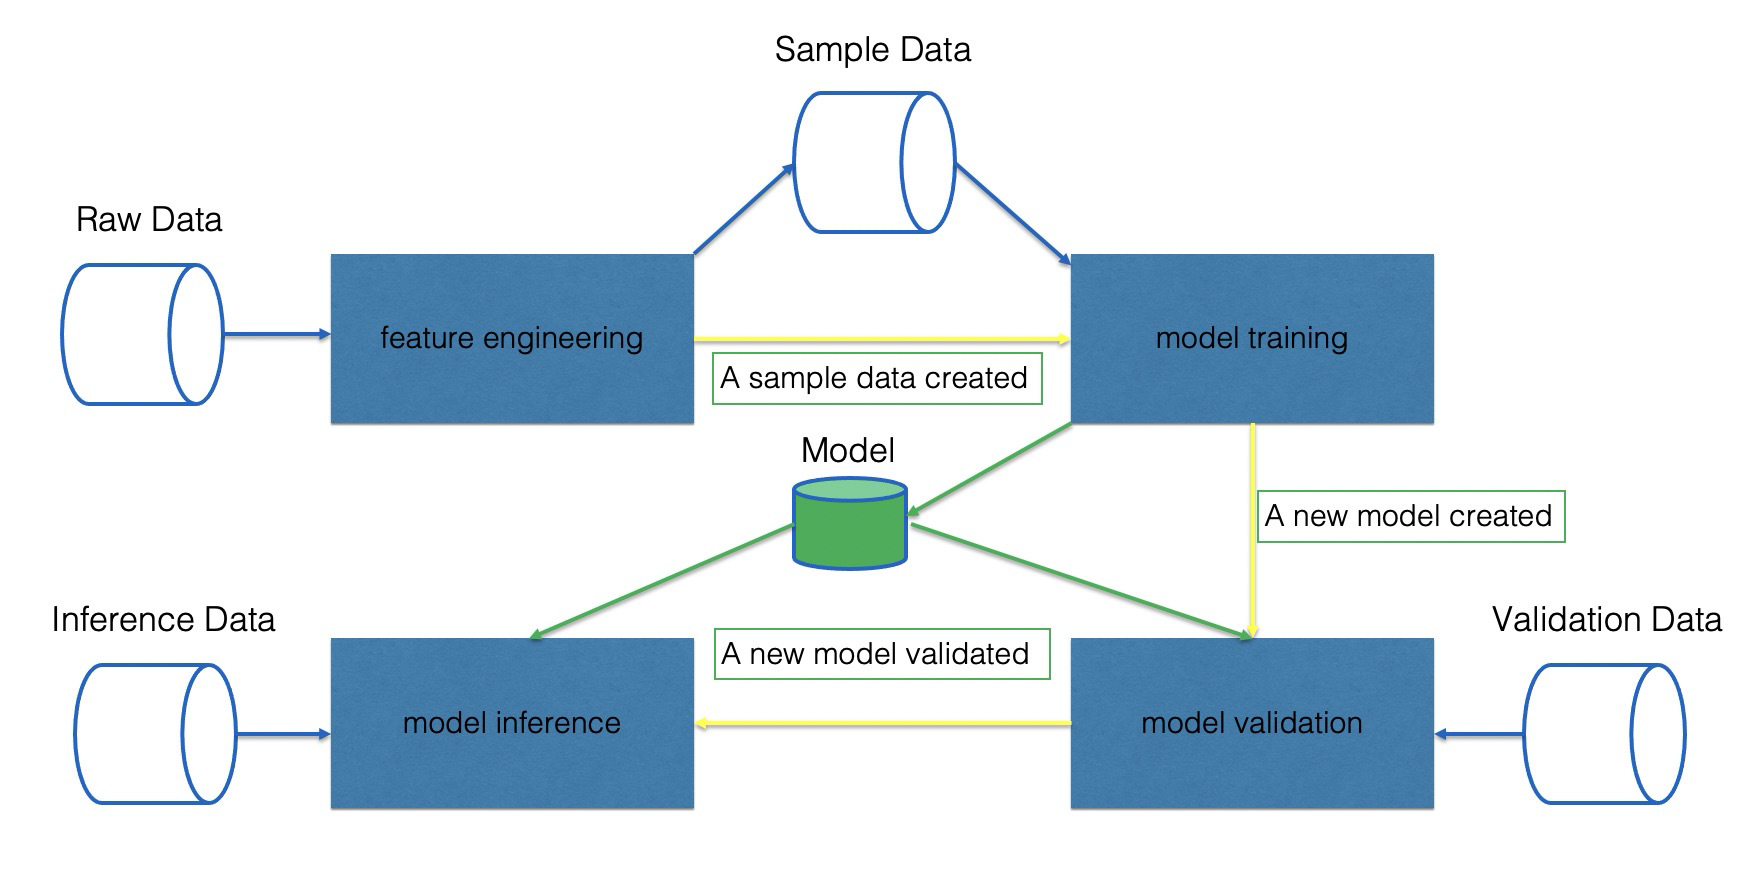 Sample Data
Raw Data
feature engineering
model training
A sample data created
Model
A new model created
Inference Data
A new model validated
Validation Data
model inference
model validation